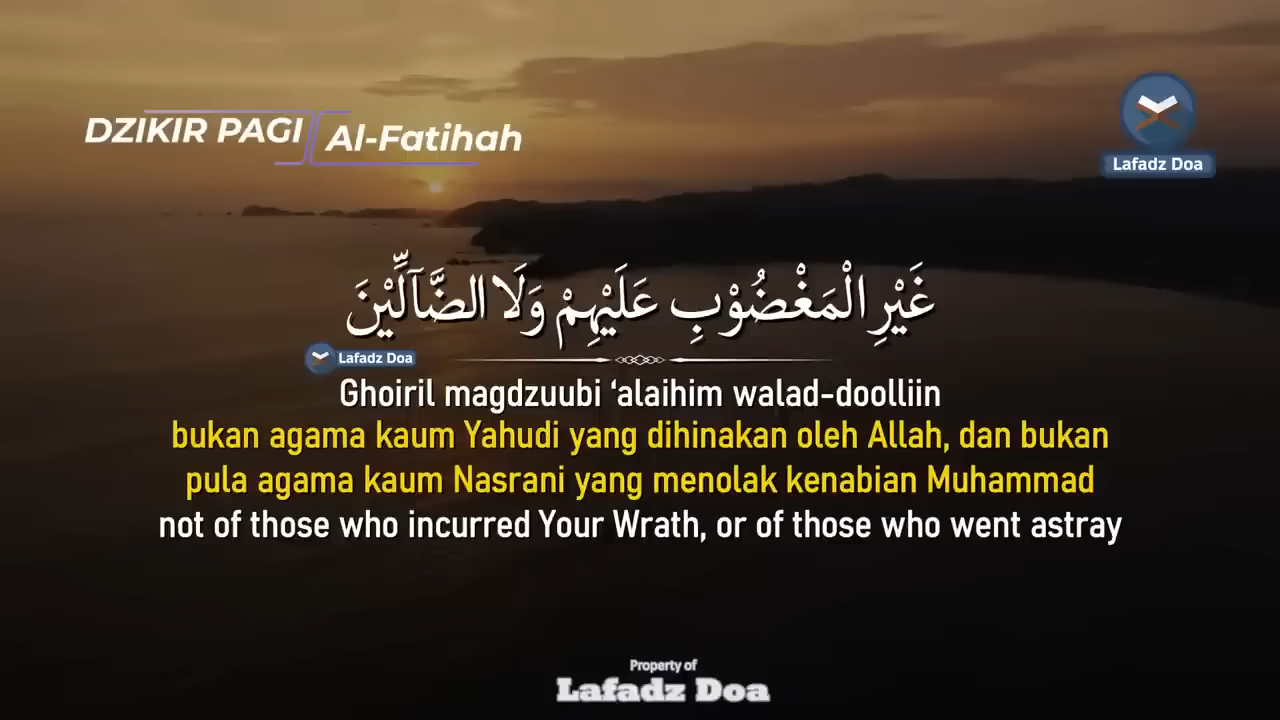 DZIKIR PAGI
Al-Fatihah
Lafadz Doa
غَيْرِ الْمَغْضُوْبِ عَلَيْهِمْ وَلَا الضَّآلِّيْنَ
Lafadz Doa
Ghoiril magdzuubi ‘alaihim walad-doolliin
bukan agama kaum Yahudi yang dihinakan oleh Allah, dan bukan
pula agama kaum Nasrani yang menolak kenabian Muhammad
not of those who incurred Your Wrath, or of those who went astray
Property of
Lafadz Doa